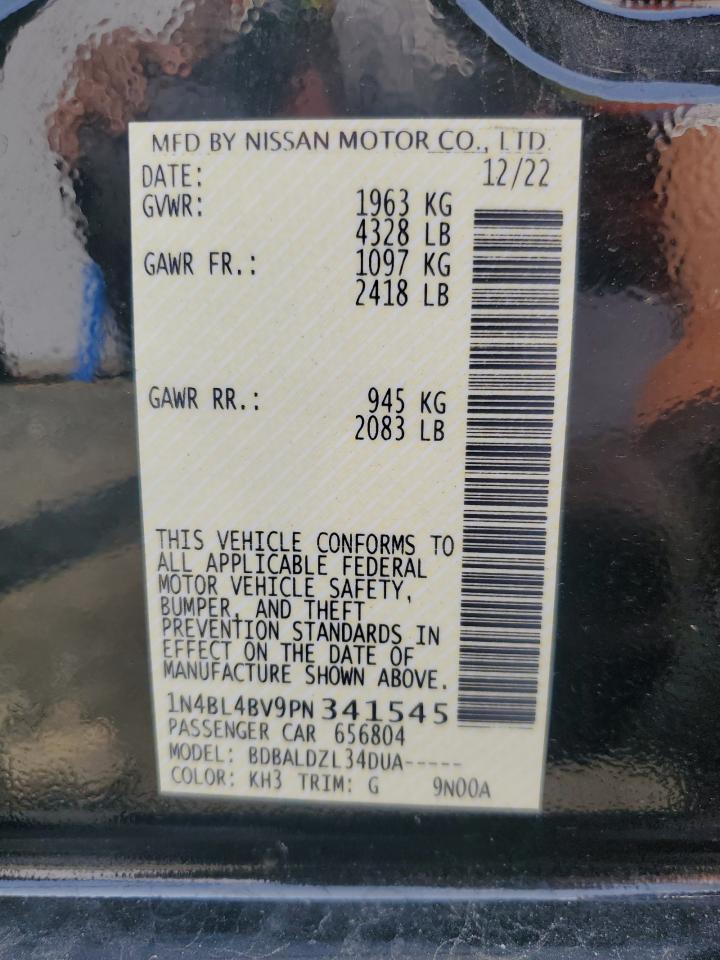 MFD BY NISSAN MOTOR CO., LTD.
DATE: 12/22
GVWR: 1963 KG
4328 LB
GAWR FR.: 1097 KG
2418 LB
GAWR RR.: 945 KG
2083 LB
THIS VEHICLE CONFORMS TO
ALL APPLICABLE FEDERAL
MOTOR VEHICLE SAFETY,
BUMPER, AND THEFT
PREVENTION STANDARDS IN
EFFECT ON THE DATE OF
MANUFACTURE SHOWN ABOVE.
1N4BL4BV9PN 341545
PASSENGER CAR 656804
MODEL: BDBALDZL34DUA-----
COLOR: KH3 TRIM: G 9N00A